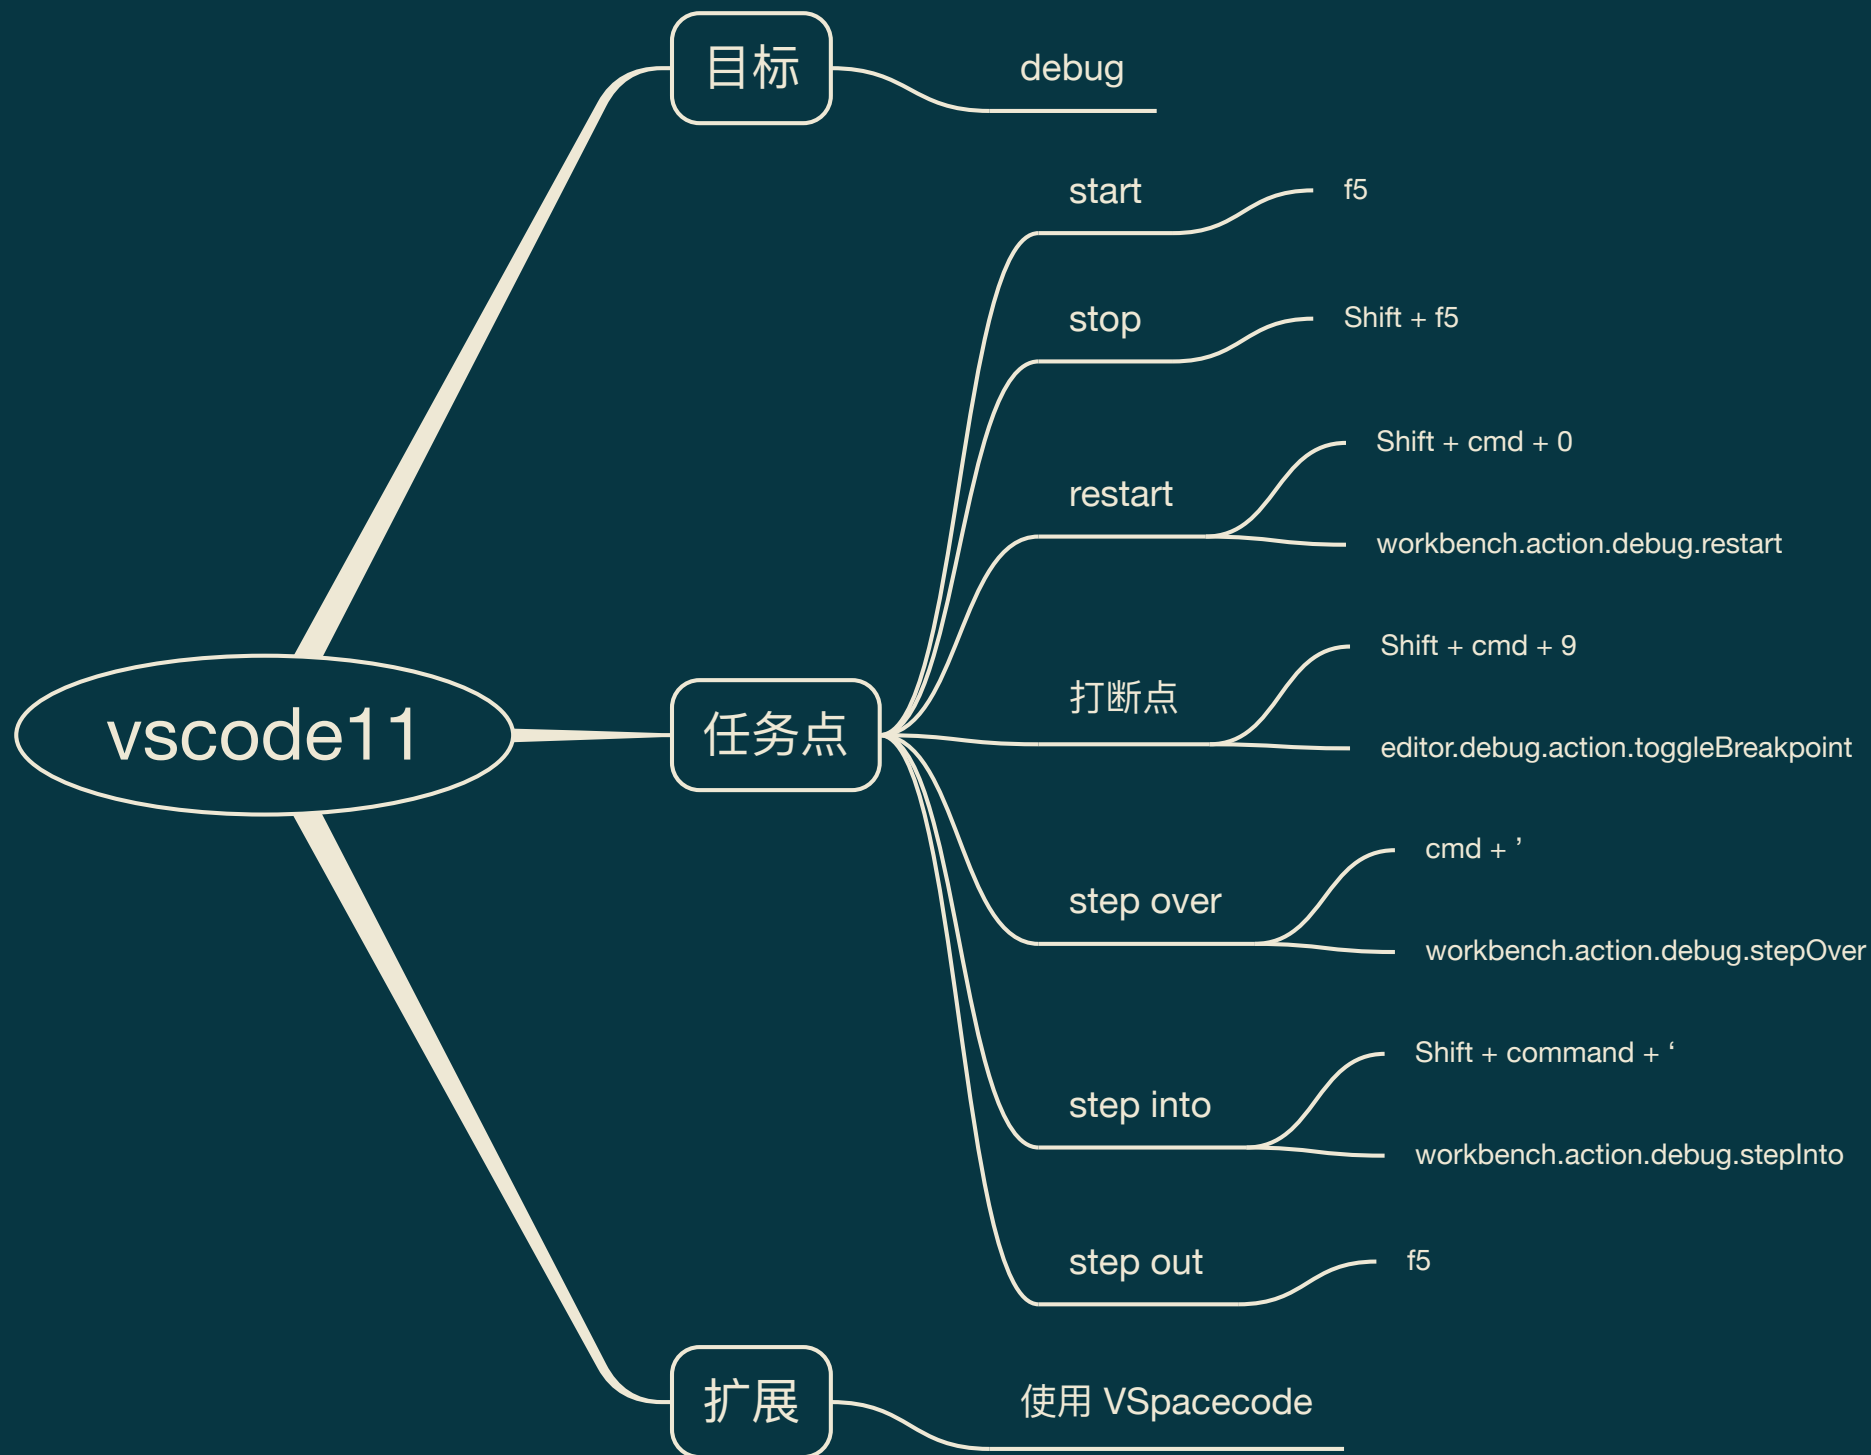 目标
debug
start
f5
stop
Shift + f5
restart
Shift + cmd + 0
workbench.action.debug.restart
vscode11
任务点
打断点
Shift + cmd + 9
editor.debug.action.toggleBreakpoint
step over
cmd + ’
workbench.action.debug.stepOver
step into
Shift + command + ‘
workbench.action.debug.stepInto
step out
f5
扩展
使用 VSpacecode